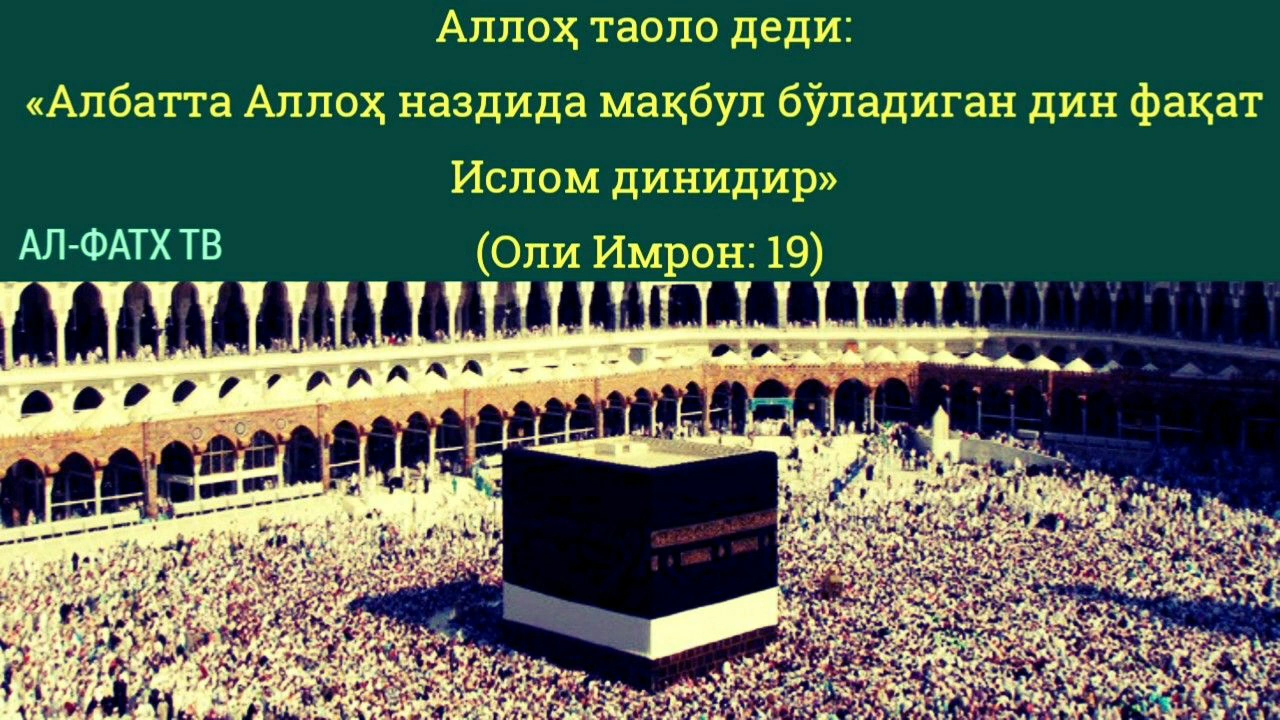 Аллоҳ таоло деди:
«Албатта Аллоҳ наздида мақбул бўладиган дин фақат
Ислом динидир»
(Оли Имрон: 19)
АЛ-ФАТХ ТВ